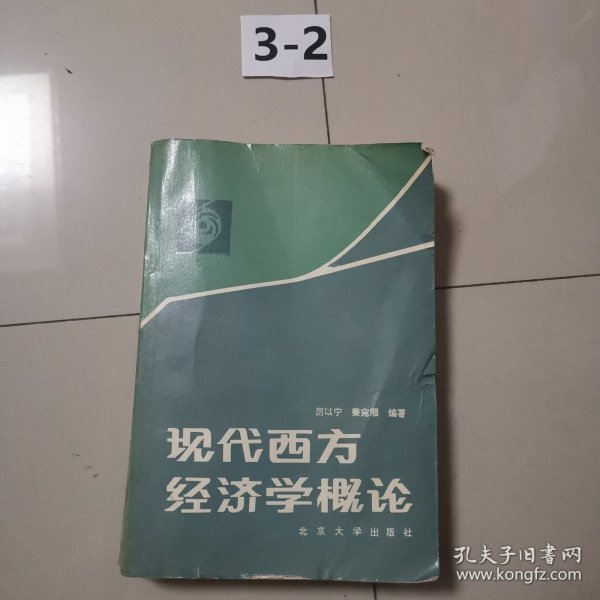 3-2
厉以宁 秦宛顺 编著
现代西方
经济学概论
北京大学出版社
孔夫子旧书网
www.kongfz.com